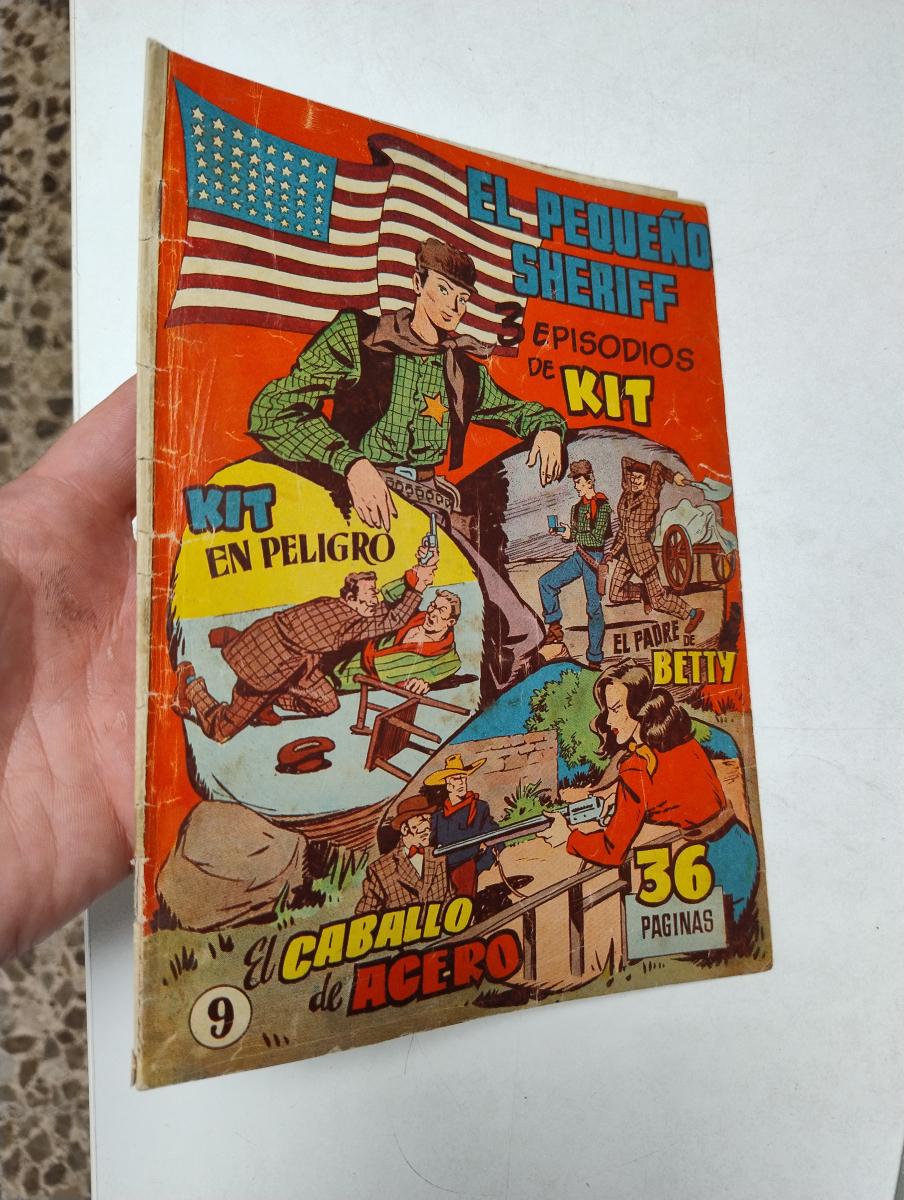 EL PEQUEÑO
SHERIFF
3 EPISODIOS
DE KIT
KIT
EN PELIGRO
EL PADRE DE
BETTY
36
PAGINAS
El CABALLO
de ACERO
9